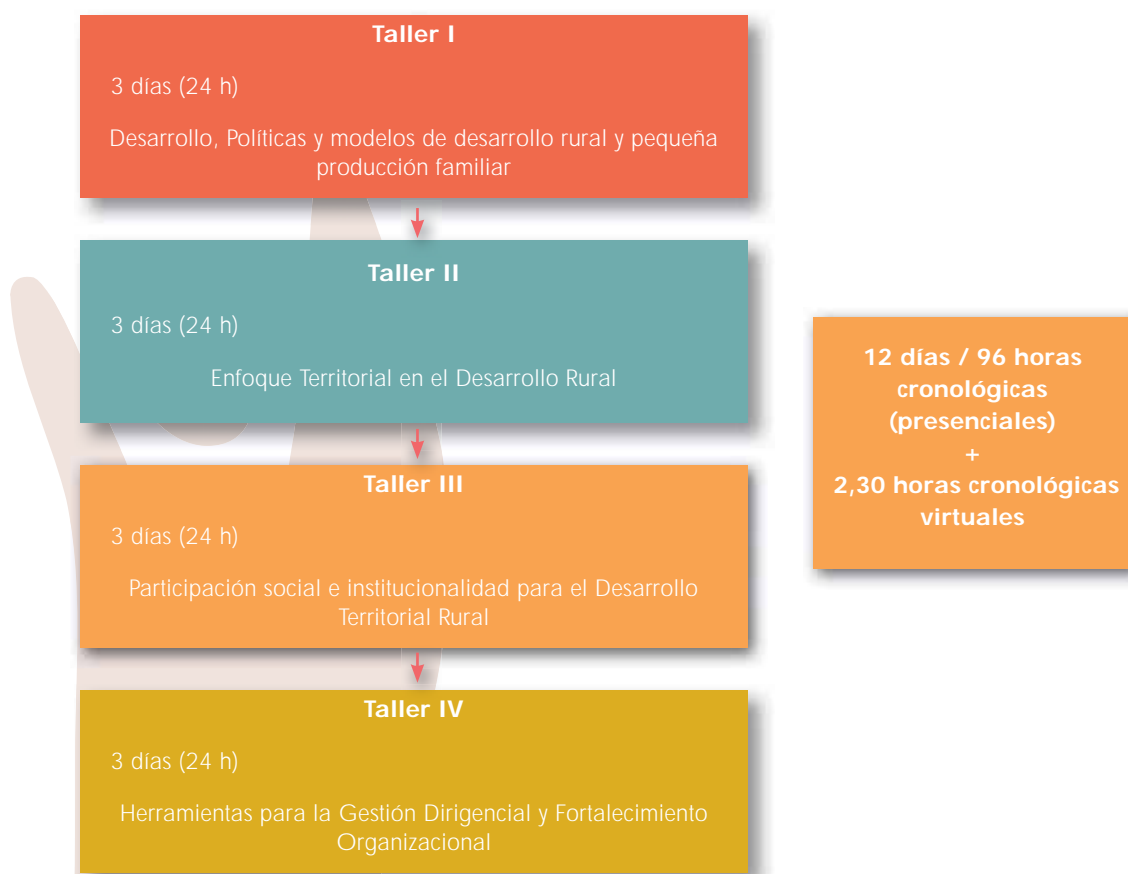 Taller I
3 días (24 h)
Desarrollo, Políticas y modelos de desarrollo rural y pequeña
producción familiar
Taller II
3 días (24 h)
Enfoque Territorial en el Desarrollo Rural
Taller III
3 días (24 h)
Participación social e institucionalidad para el Desarrollo
Territorial Rural
Taller IV
3 días (24 h)
Herramientas para la Gestión Dirigencial y Fortalecimiento
Organizacional
12 días / 96 horas
cronológicas
(presenciales)
+
2,30 horas cronológicas
virtuales